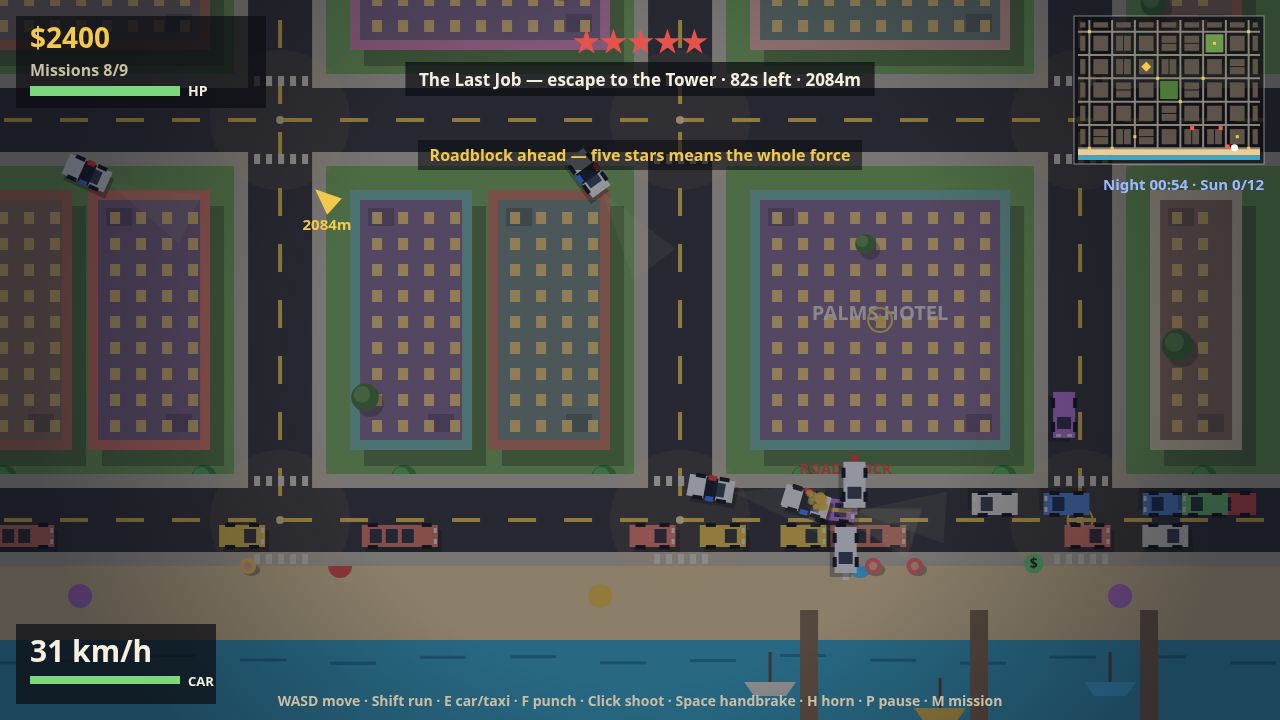 $2400
Missions 8/9
HP
★★★★★
The Last Job — escape to the Tower · 82s left · 2084m
Roadblock ahead — five stars means the whole force
Night 00:54 · Sun 0/12
2084m
PALMS HOTEL
$
31 km/h
CAR
WASD move · Shift run · E car/taxi · F punch · Click shoot · Space handbrake · H horn · P pause · M mission